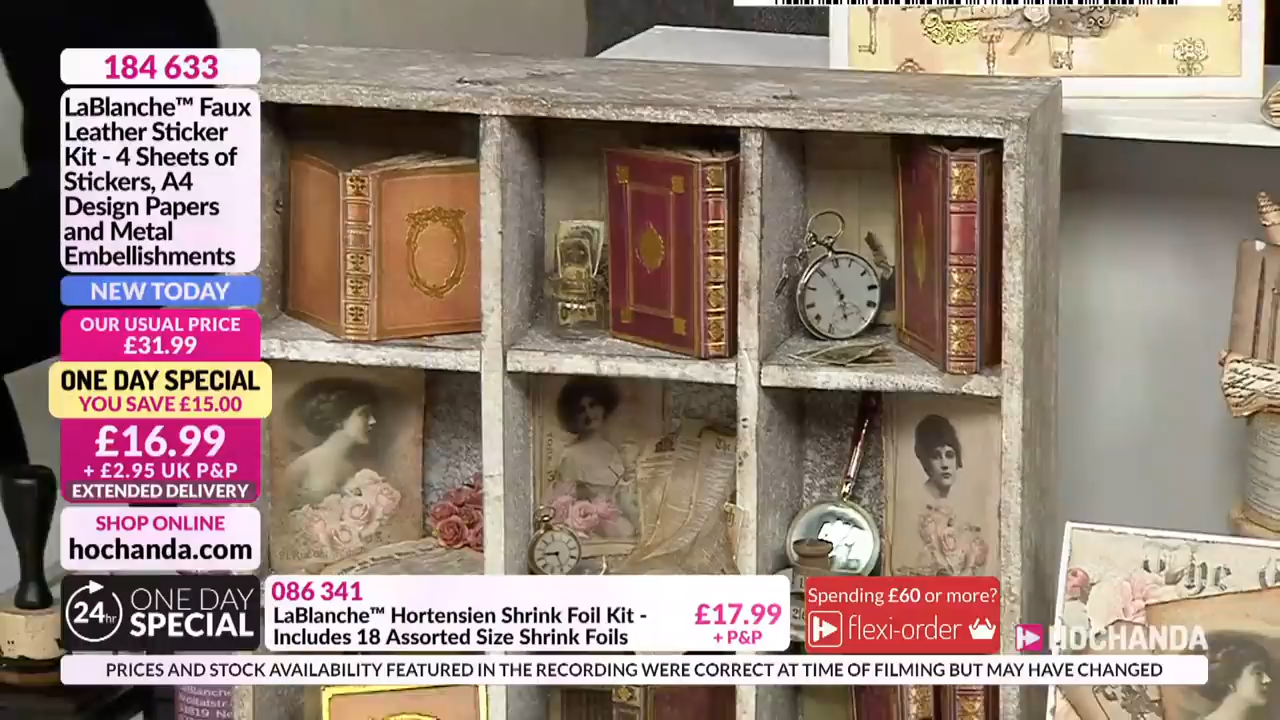 184 633
LaBlanche™ Faux
Leather Sticker
Kit - 4 Sheets of
Stickers, A4
Design Papers
and Metal
Embellishments
NEW TODAY
OUR USUAL PRICE
£31.99
ONE DAY SPECIAL
YOU SAVE £15.00
£16.99
+ £2.95 UK P&P
EXTENDED DELIVERY
SHOP ONLINE
hochanda.com
24hr
ONE DAY
SPECIAL
086 341
LaBlanche™ Hortensien Shrink Foil Kit -
Includes 18 Assorted Size Shrink Foils
£17.99
+ P&P
Spending £60 or more?
flexi-order
HOCHANDA
PRICES AND STOCK AVAILABILITY FEATURED IN THE RECORDING WERE CORRECT AT TIME OF FILMING BUT MAY HAVE CHANGED